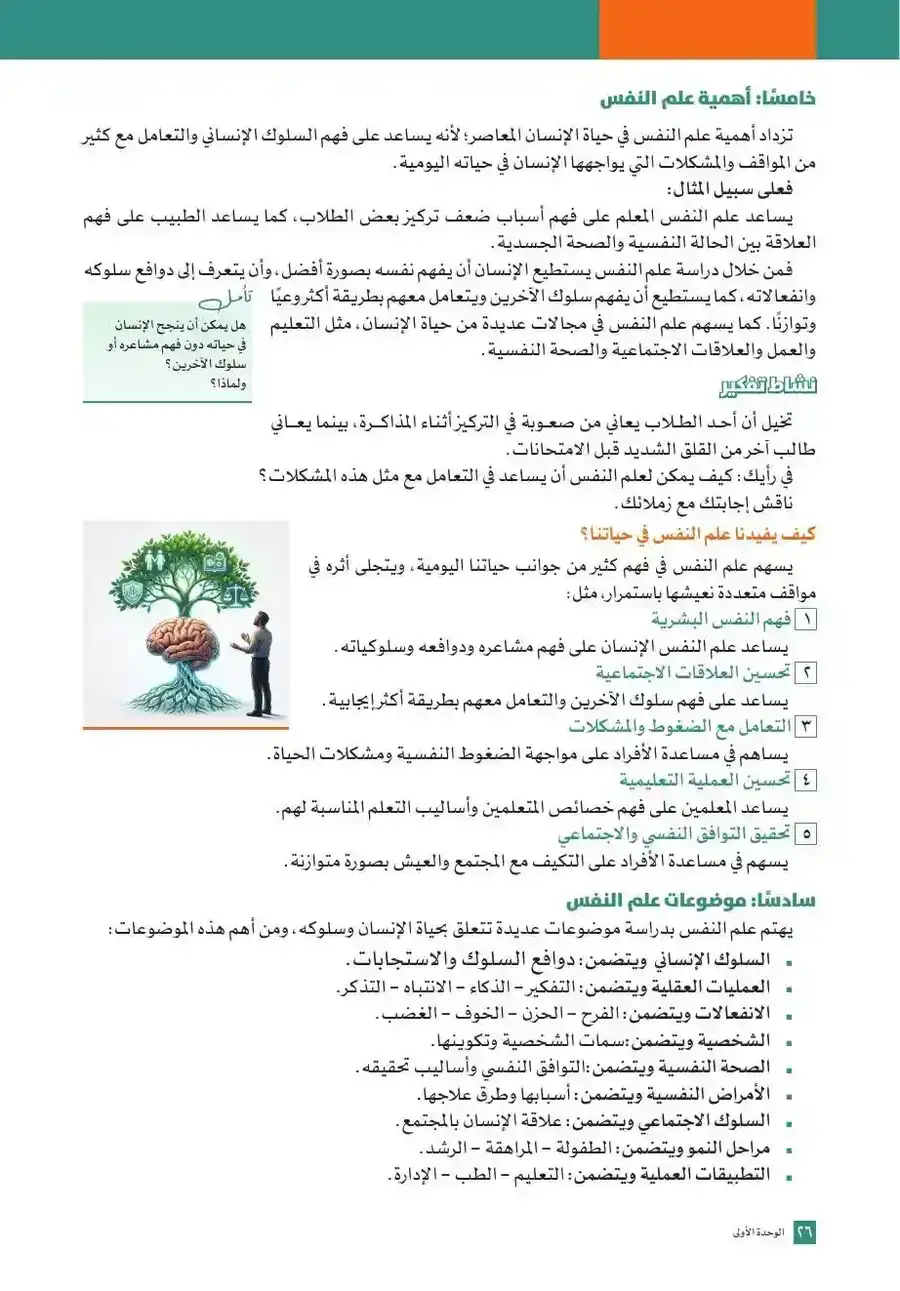 خامسًا: أهمية علم النفس
تزداد أهمية علم النفس في حياة الإنسان المعاصر؛ لأنه يساعد على فهم السلوك الإنساني والتعامل مع كثير
من المواقف والمشكلات التي يواجهها الإنسان في حياته اليومية.
فعلى سبيل المثال:
يساعد علم النفس المعلم على فهم أسباب ضعف تركيز بعض الطلاب، كما يساعد الطبيب على فهم
العلاقة بين الحالة النفسية والصحة الجسدية.
فمن خلال دراسة علم النفس يستطيع الإنسان أن يفهم نفسه بصورة أفضل، وأن يتعرف إلى دوافع سلوكه
وانفعالاته، كما يستطيع أن يفهم سلوك الآخرين ويتعامل معهم بطريقة أكثر وعيًا
وتوازنًا. كما يسهم علم النفس في مجالات عديدة من حياة الإنسان، مثل التعليم
والعمل والعلاقات الاجتماعية والصحة النفسية.
تأمل
هل يمكن أن ينجح الإنسان
في حياته دون فهم مشاعره أو
سلوك الآخرين؟
ولماذا؟
نشاط تفكير
تخيل أن أحد الطلاب يعاني من صعوبة في التركيز أثناء المذاكرة، بينما يعاني
طالب آخر من القلق الشديد قبل الامتحانات.
في رأيك: كيف يمكن لعلم النفس أن يساعد في التعامل مع مثل هذه المشكلات؟
ناقش إجابتك مع زملائك.
كيف يفيدنا علم النفس في حياتنا؟
يسهم علم النفس في فهم كثير من جوانب حياتنا اليومية، ويتجلى أثره في
مواقف متعددة نعيشها باستمرار، مثل:
١ فهم النفس البشرية
يساعد علم النفس الإنسان على فهم مشاعره ودوافعه وسلوكياته.
٢ تحسين العلاقات الاجتماعية
يساعد على فهم سلوك الآخرين والتعامل معهم بطريقة أكثر إيجابية.
٣ التعامل مع الضغوط والمشكلات
يساهم في مساعدة الأفراد على مواجهة الضغوط النفسية ومشكلات الحياة.
٤ تحسين العملية التعليمية
يساعد المعلمين على فهم خصائص المتعلمين وأساليب التعلم المناسبة لهم.
٥ تحقيق التوافق النفسي والاجتماعي
يسهم في مساعدة الأفراد على التكيف مع المجتمع والعيش بصورة متوازنة.
سادسًا: موضوعات علم النفس
يهتم علم النفس بدراسة موضوعات عديدة تتعلق بحياة الإنسان وسلوكه، ومن أهم هذه الموضوعات:
▪ السلوك الإنساني ويتضمن: دوافع السلوك والاستجابات.
▪ العمليات العقلية ويتضمن: التفكير – الذكاء – الانتباه – التذكر.
▪ الانفعالات ويتضمن: الفرح – الحزن – الخوف – الغضب.
▪ الشخصية ويتضمن:سمات الشخصية وتكوينها.
▪ الصحة النفسية ويتضمن:التوافق النفسي وأساليب تحقيقه.
▪ الأمراض النفسية ويتضمن: أسبابها وطرق علاجها.
▪ السلوك الاجتماعي ويتضمن: علاقة الإنسان بالمجتمع.
▪ مراحل النمو ويتضمن: الطفولة – المراهقة – الرشد.
▪ التطبيقات العملية ويتضمن: التعليم – الطب – الإدارة.
٢٦ الوحدة الأولى